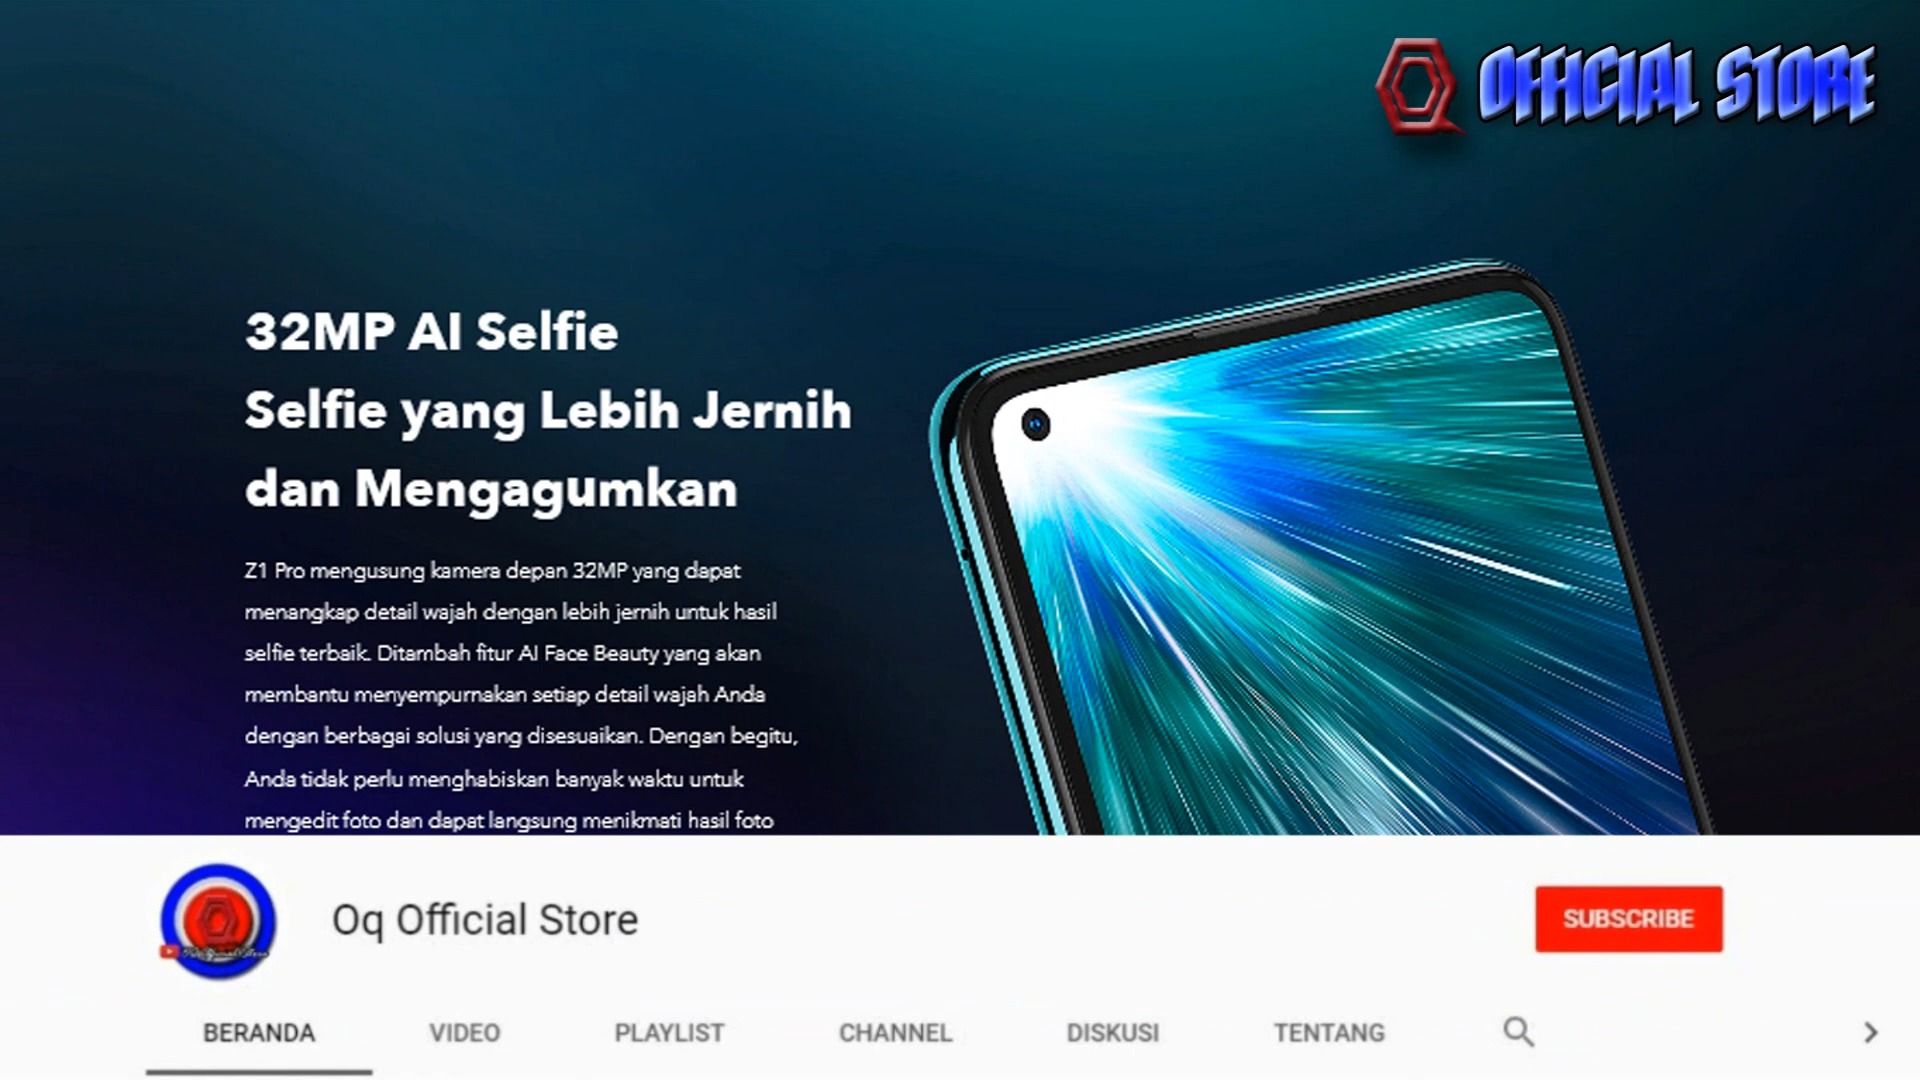 OFFICIAL STORE
32MP AI Selfie
Selfie yang Lebih Jernih
dan Mengagumkan
Z1 Pro mengusung kamera depan 32MP yang dapat
menangkap detail wajah dengan lebih jernih untuk hasil
selfie terbaik. Ditambah fitur AI Face Beauty yang akan
membantu menyempurnakan setiap detail wajah Anda
dengan berbagai solusi yang disesuaikan. Dengan begitu,
Anda tidak perlu menghabiskan banyak waktu untuk
mengedit foto dan dapat langsung menikmati hasil foto
Oq Official Store
SUBSCRIBE
BERANDA VIDEO PLAYLIST CHANNEL DISKUSI TENTANG